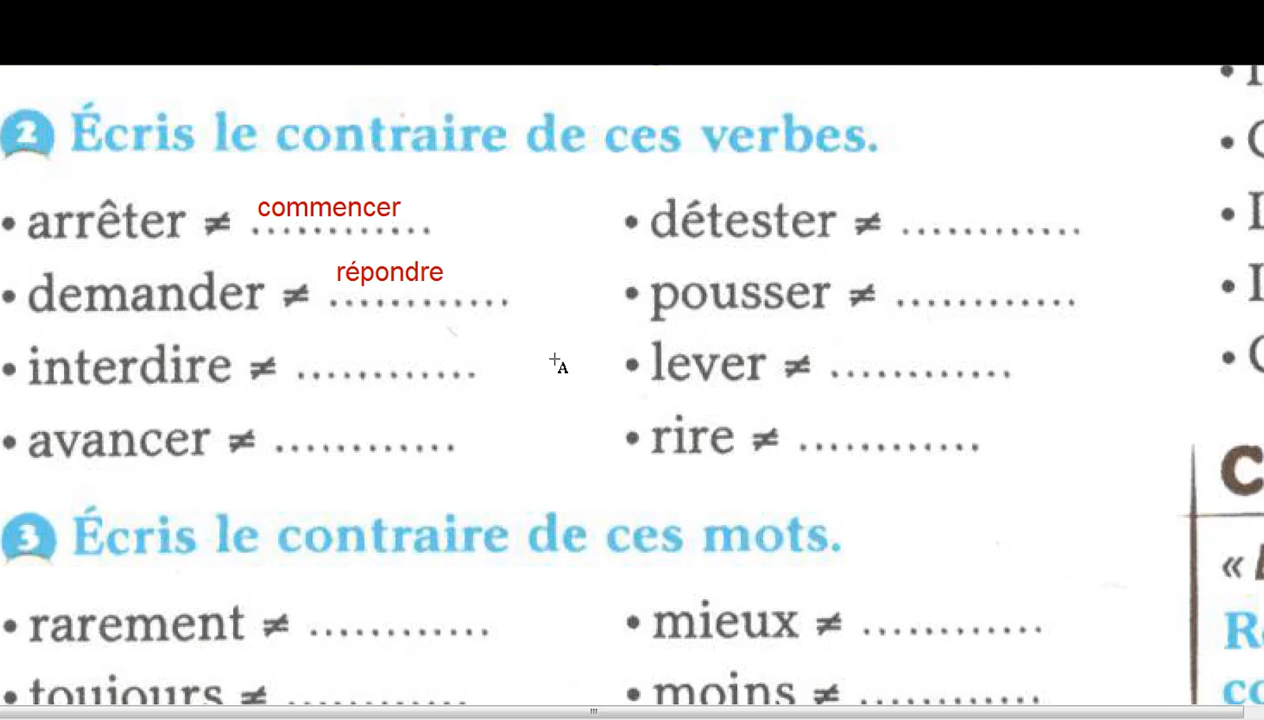 2 Écris le contraire de ces verbes.
• arrêter ≠ commencer ............
• demander ≠ répondre ............
• interdire ≠ ............
• avancer ≠ ............
• détester ≠ ............
• pousser ≠ ............
• lever ≠ ............
• rire ≠ ............
3 Écris le contraire de ces mots.
• rarement ≠ ............
• toujours ≠ ............
• mieux ≠ ............
• moins ≠ ............